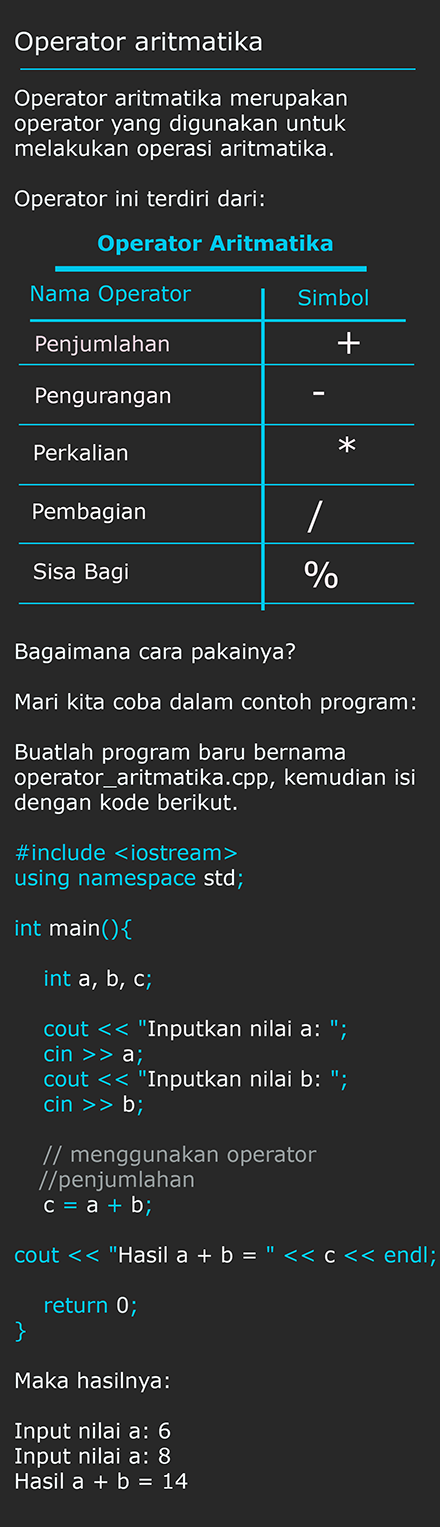 Operator aritmatika
Operator aritmatika merupakan
operator yang digunakan untuk
melakukan operasi aritmatika.
Operator ini terdiri dari:
Operator Aritmatika
Nama Operator Simbol
Penjumlahan +
Pengurangan -
Perkalian *
Pembagian /
Sisa Bagi %
Bagaimana cara pakainya?
Mari kita coba dalam contoh program:
Buatlah program baru bernama
operator_aritmatika.cpp, kemudian isi
dengan kode berikut.
#include <iostream>
using namespace std;
int main(){
int a, b, c;
cout << "Inputkan nilai a: ";
cin >> a;
cout << "Inputkan nilai b: ";
cin >> b;
// menggunakan operator
//penjumlahan
c = a + b;
cout << "Hasil a + b = " << c << endl;
return 0;
}
Maka hasilnya:
Input nilai a: 6
Input nilai a: 8
Hasil a + b = 14